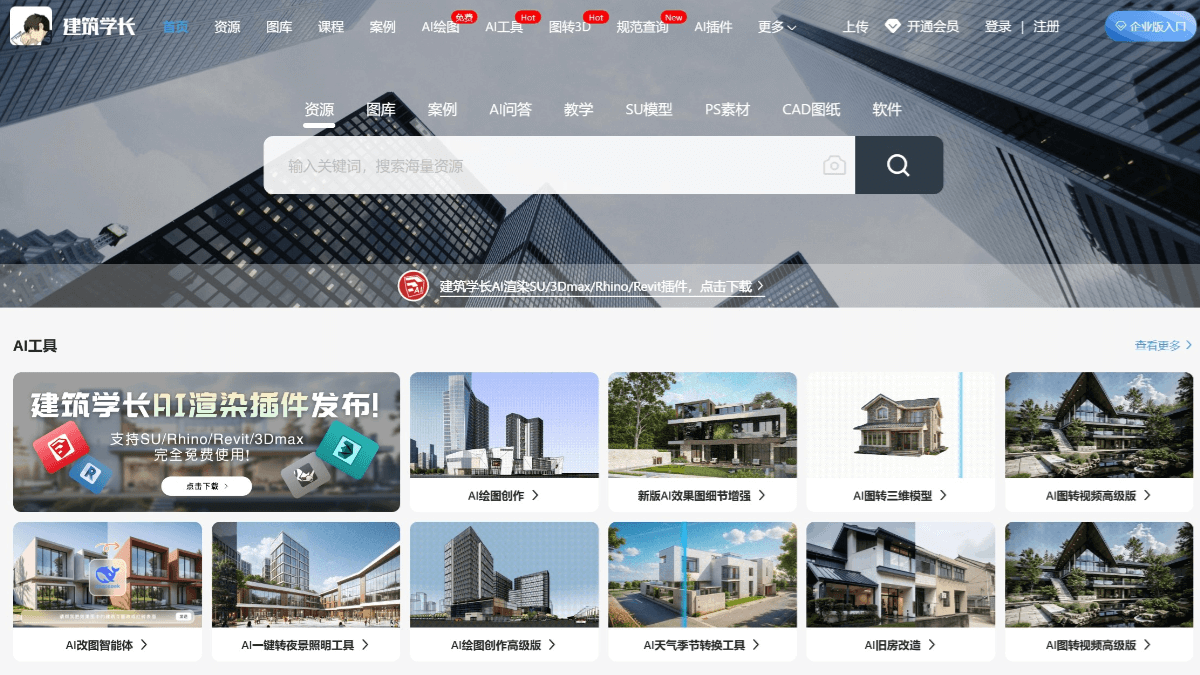 建筑学长 首页 资源 图库 课程 案例 AI绘图 免费 AI工具 Hot 图转3D Hot 规范查询 New AI插件 更多 上传 开通会员 登录 | 注册 企业版入口
资源 图库 案例 AI问答 教学 SU模型 PS素材 CAD图纸 软件
输入关键词，搜索海量资源
建筑学长AI渲染SU/3Dmax/Rhino/Revit插件，点击下载
AI工具 查看更多
建筑学长AI渲染插件发布!
支持SU/Rhino/Revit/3Dmax
完全免费使用!
点击下载
AI绘图创作 新版AI效果图细节增强 AI图转三维模型 AI图转视频高级版
AI改图智能体 AI一键转夜景照明工具 AI绘图创作高级版 AI天气季节转换工具 AI旧房改造 AI图转视频高级版